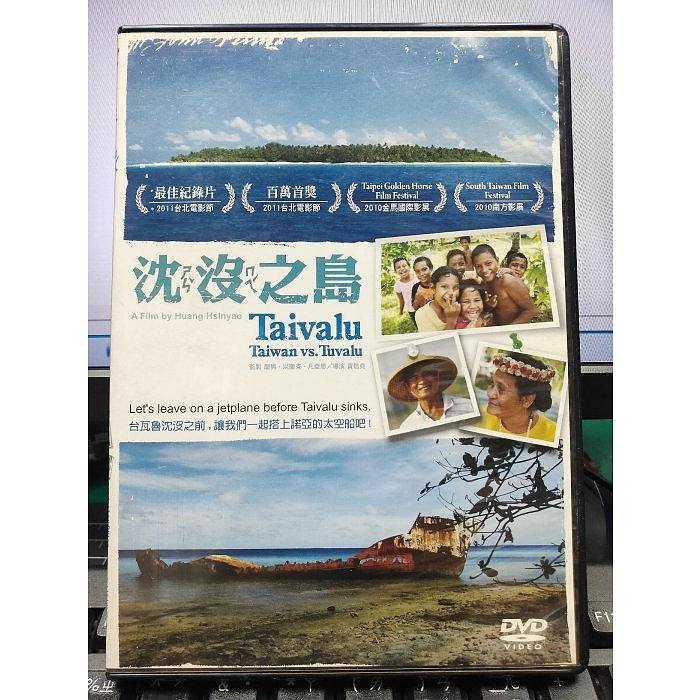 ·最佳紀錄片
·2011台北電影節
百萬首獎
2011台北電影節
Taipei Golden Horse
Film Festival
2010金馬國際影展
South Taiwan Film
Festival
2010南方影展
沈沒之島
ㄕㄣ ㄇㄟ
A Film by Huang HsInyao
Taivalu
Taiwan vs. Tuvalu
Let's leave on a jetplane before Taivalu sinks.
台瓦魯沈沒之前,讓我們一起搭上諾亞的太空船吧!
DVD
VIDEO
F11